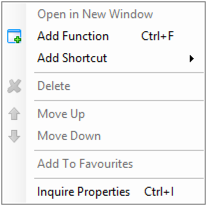 Open in New Window
Add Function Ctrl+F
Add Shortcut
Delete
Move Up
Move Down
Add To Favourites
Inquire Properties Ctrl+I